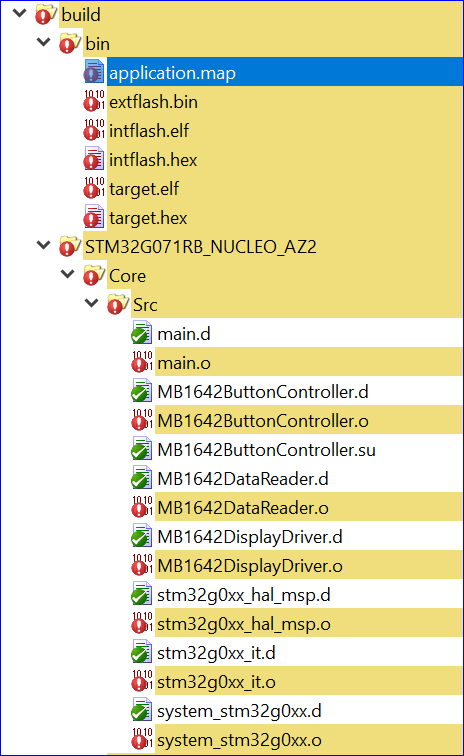 build
bin
application.map
extflash.bin
intflash.elf
intflash.hex
target.elf
target.hex
STM32G071RB_NUCLEO_AZ2
Core
Src
main.d
main.o
MB1642ButtonController.d
MB1642ButtonController.o
MB1642ButtonController.su
MB1642DataReader.d
MB1642DataReader.o
MB1642DisplayDriver.d
MB1642DisplayDriver.o
stm32g0xx_hal_msp.d
stm32g0xx_hal_msp.o
stm32g0xx_it.d
stm32g0xx_it.o
system_stm32g0xx.d
system_stm32g0xx.o